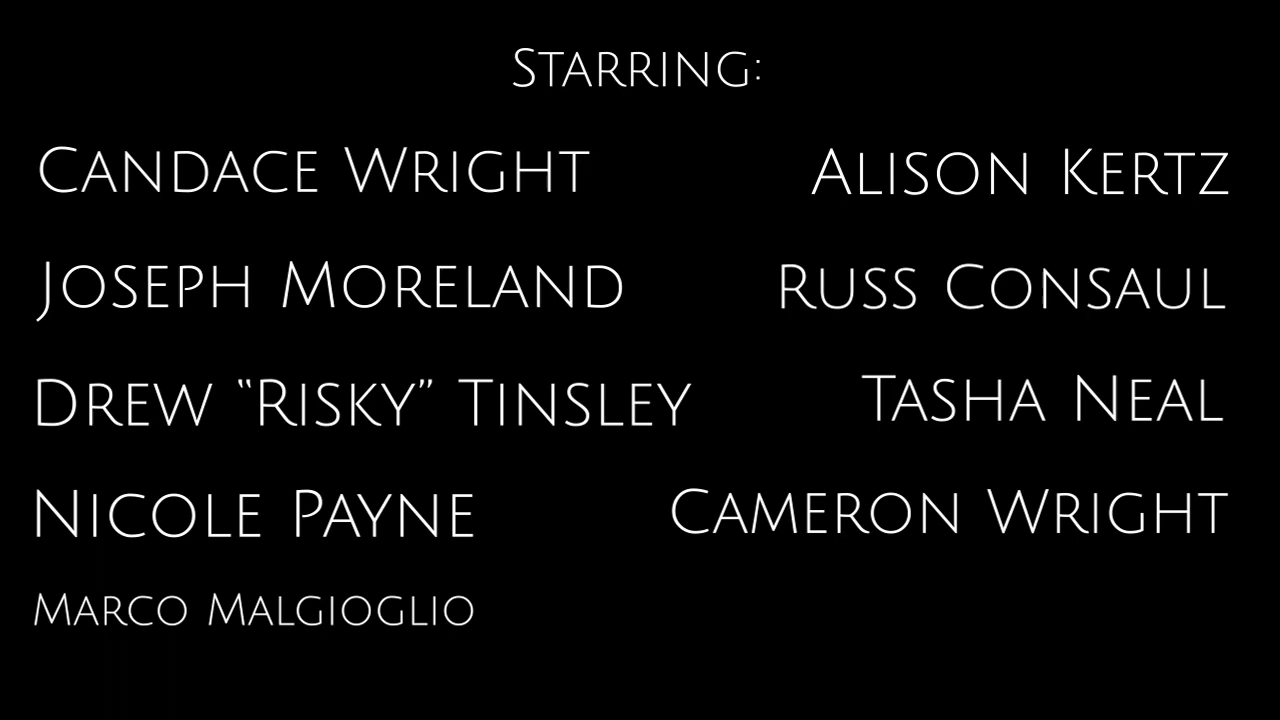 Starring:
Candace Wright
Alison Kertz
Joseph Moreland
Russ Consaul
Drew “Risky” Tinsley
Tasha Neal
Nicole Payne
Cameron Wright
Marco Malgioglio